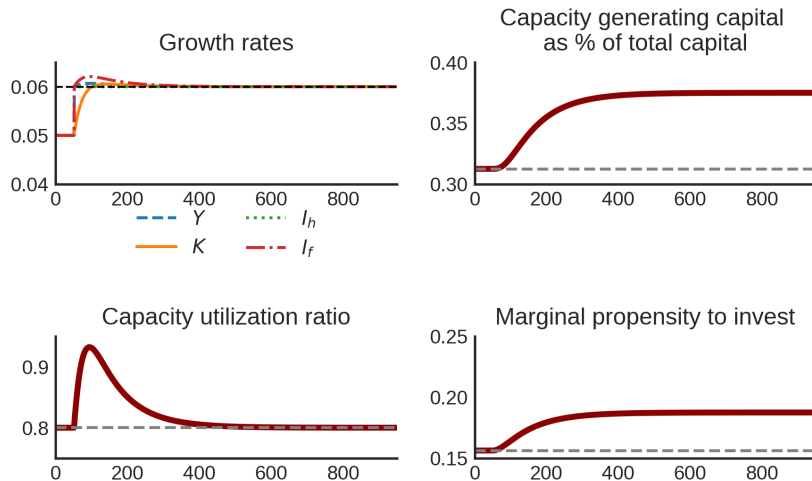 Growth rates
0.06
0.05
0.04
0 200 400 600 800
Y I_h
K I_f
Capacity generating capital
as % of total capital
0.40
0.35
0.30
0 200 400 600 800
Capacity utilization ratio
0.9
0.8
0 200 400 600 800
Marginal propensity to invest
0.25
0.20
0.15
0 200 400 600 800